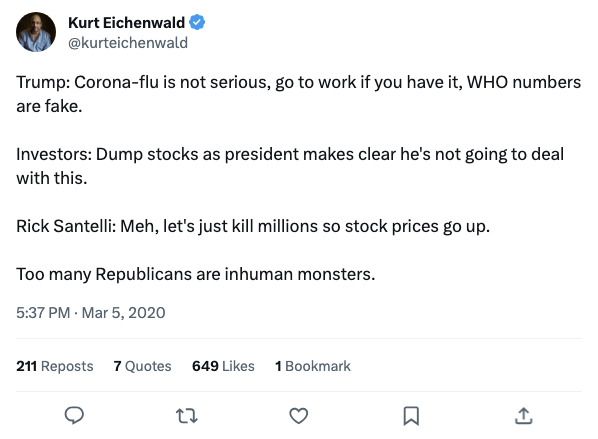 Kurt Eichenwald
@kurteichenwald
Trump: Corona-flu is not serious, go to work if you have it, WHO numbers
are fake.
Investors: Dump stocks as president makes clear he's not going to deal
with this.
Rick Santelli: Meh, let's just kill millions so stock prices go up.
Too many Republicans are inhuman monsters.
5:37 PM · Mar 5, 2020
211 Reposts 7 Quotes 649 Likes 1 Bookmark